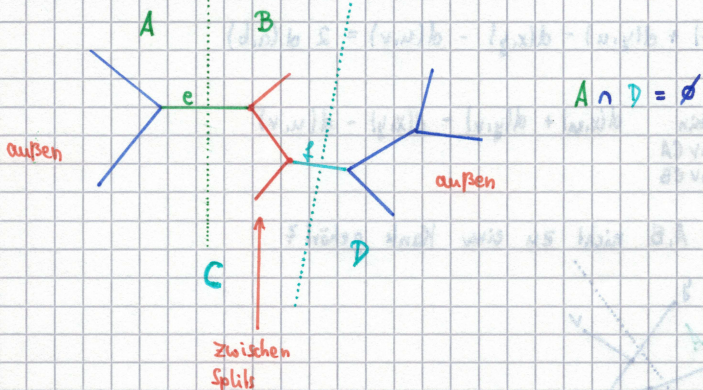 A B
e
A ∩ D = ∅
außen
f
außen
C
D
zwischen
Splits